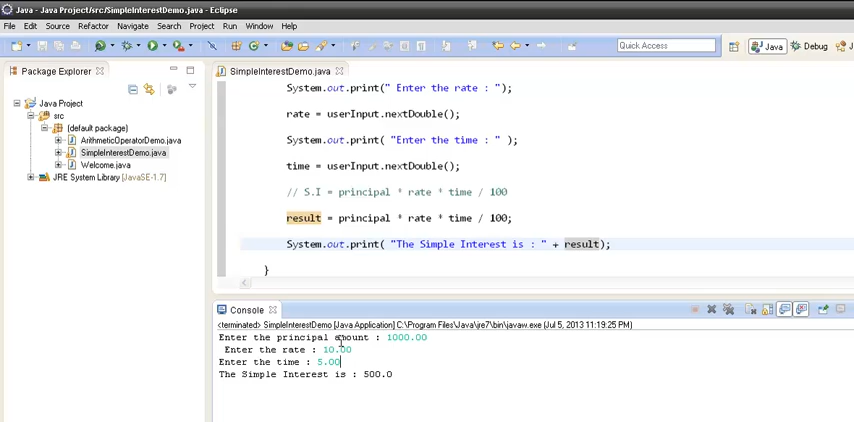 Java - Java Project/src/SimpleInterestDemo.java - Eclipse
File Edit Source Refactor Navigate Search Project Run Window Help
Quick Access
Java
Debug
Package Explorer
Java Project
src
(default package)
ArithmeticOperatorDemo.java
SimpleInterestDemo.java
Welcome.java
JRE System Library [JavaSE-1.7]
SimpleInterestDemo.java
System.out.print(" Enter the rate : ");
rate = userInput.nextDouble();
System.out.print( "Enter the time : " );
time = userInput.nextDouble();
// S.I = principal * rate * time / 100
result = principal * rate * time / 100;
System.out.print( "The Simple Interest is : " + result);
}
Console
<terminated> SimpleInterestDemo [Java Application] C:\Program Files\Java\jre7\bin\javaw.exe (Jul 5, 2013 11:19:25 PM)
Enter the principal amount : 1000.00
Enter the rate : 10.00
Enter the time : 5.00
The Simple Interest is : 500.0